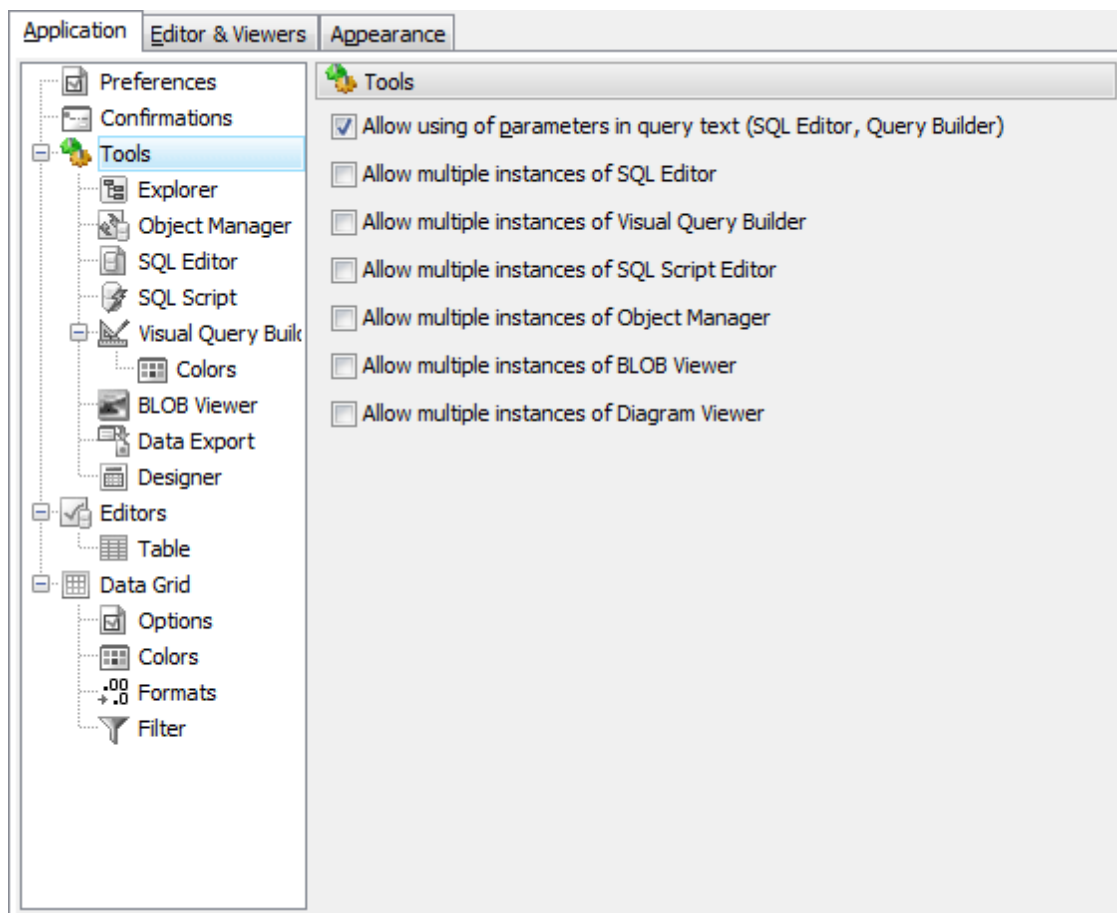 Application
Editor & Viewers
Appearance
Preferences
Confirmations
Tools
Explorer
Object Manager
SQL Editor
SQL Script
Visual Query Builc
Colors
BLOB Viewer
Data Export
Designer
Editors
Table
Data Grid
Options
Colors
Formats
Filter
Tools
Allow using of parameters in query text (SQL Editor, Query Builder)
Allow multiple instances of SQL Editor
Allow multiple instances of Visual Query Builder
Allow multiple instances of SQL Script Editor
Allow multiple instances of Object Manager
Allow multiple instances of BLOB Viewer
Allow multiple instances of Diagram Viewer